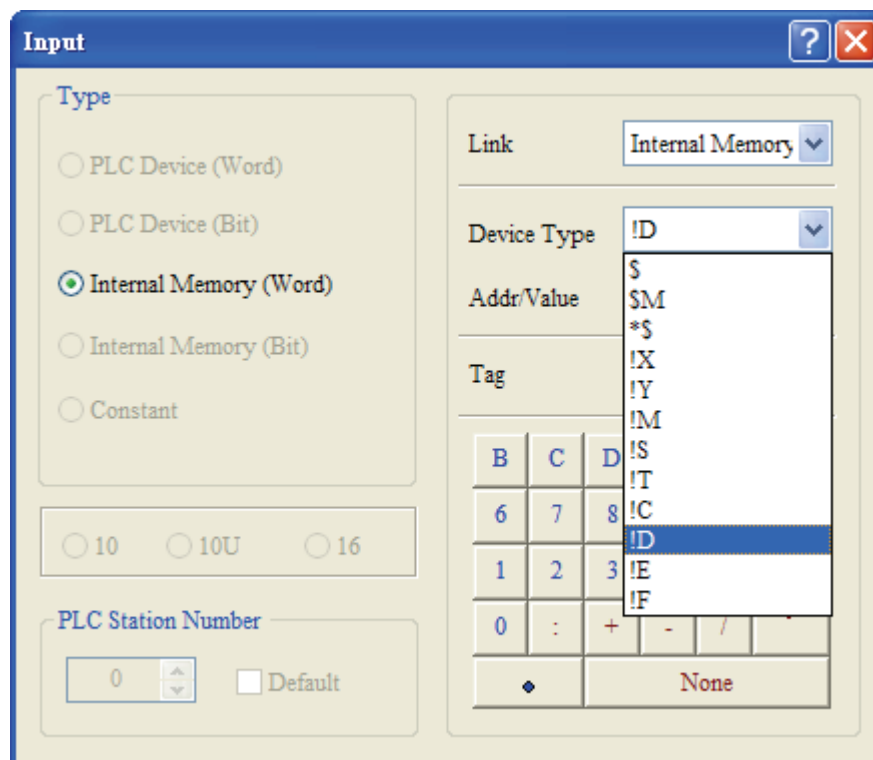 Input
Type
PLC Device (Word)
PLC Device (Bit)
Internal Memory (Word)
Internal Memory (Bit)
Constant
10 10U 16
PLC Station Number
0 Default
Link Internal Memory
Device Type !D
Addr/Value
Tag
$
$M
*$
!X
!Y
!M
!S
!T
!C
!D
!E
!F
B C D
6 7 8
1 2 3
0 : + - /
None